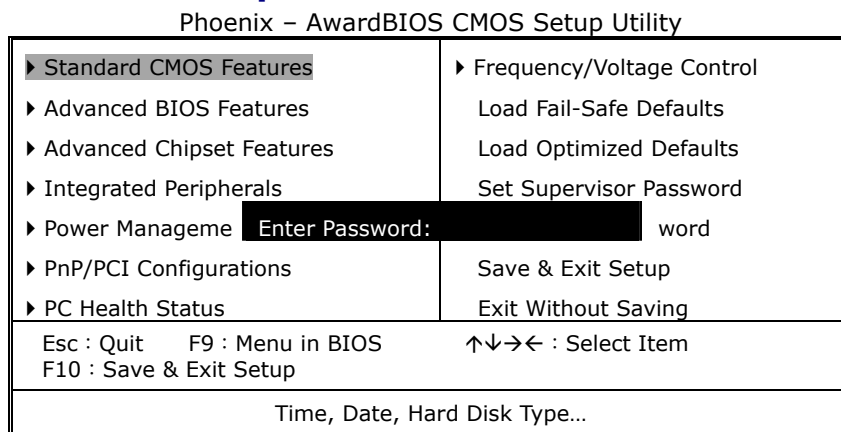 Phoenix – AwardBIOS CMOS Setup Utility
Standard CMOS Features
Advanced BIOS Features
Advanced Chipset Features
Integrated Peripherals
Power Manageme
PnP/PCI Configurations
PC Health Status
Frequency/Voltage Control
Load Fail-Safe Defaults
Load Optimized Defaults
Set Supervisor Password
word
Save & Exit Setup
Exit Without Saving
Enter Password:
Esc : Quit F9 : Menu in BIOS ↑↓→← : Select Item
F10 : Save & Exit Setup
Time, Date, Hard Disk Type…